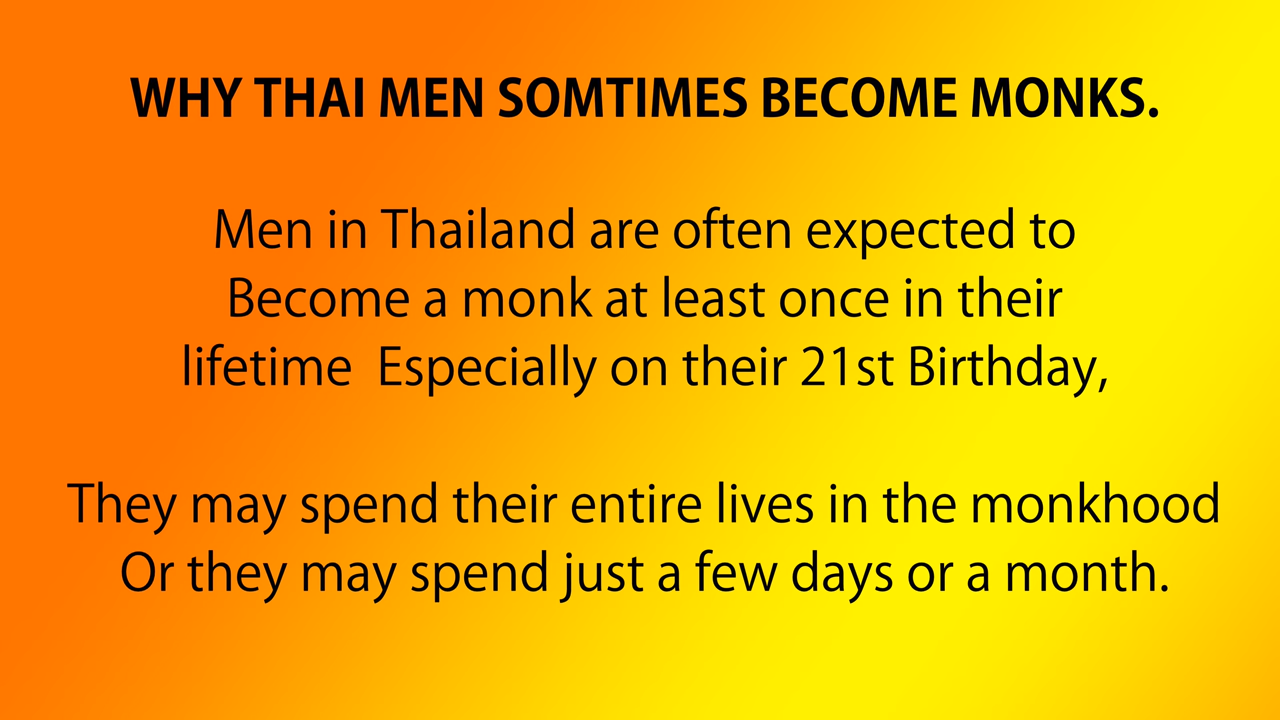 WHY THAI MEN SOMTIMES BECOME MONKS.
Men in Thailand are often expected to
Become a monk at least once in their
lifetime  Especially on their 21st Birthday,
They may spend their entire lives in the monkhood
Or they may spend just a few days or a month.